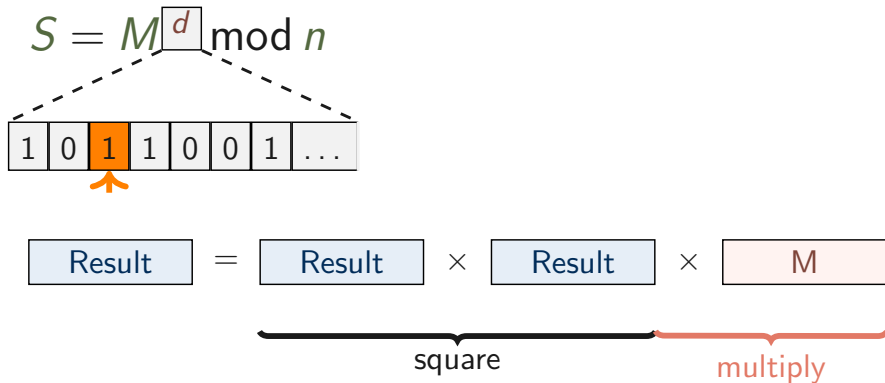 S = M^d mod n
1 0 1 1 0 0 1 ...
Result = Result × Result × M
square multiply